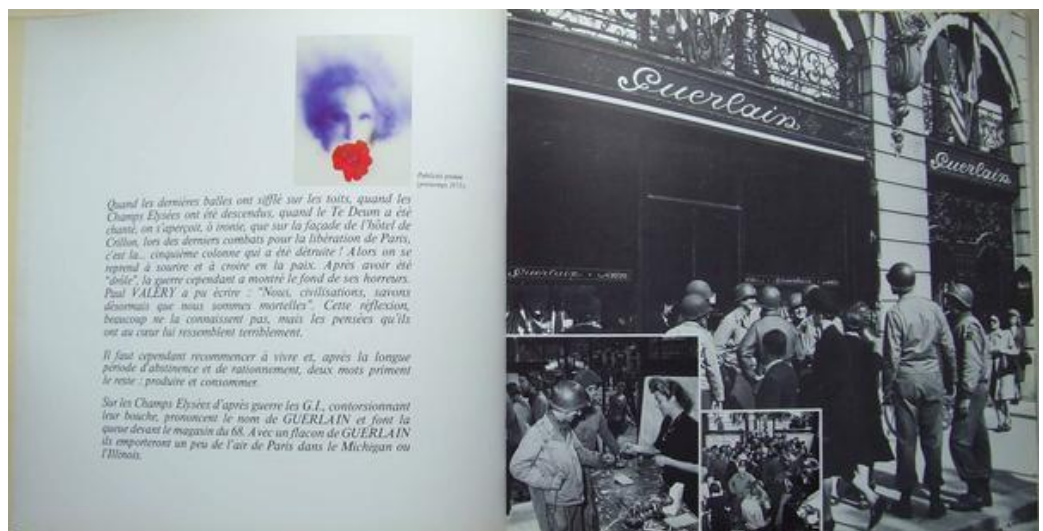 Quand les dernières balles ont sifflé sur les toits, quand les
Champs Elysées ont été descendus, quand le Te Deum a été
chanté, on s'aperçoit, ô ironie, que sur la façade de l'hôtel de
Crillon, lors des derniers combats pour la libération de Paris,
c'est la... cinquième colonne qui a été détruite ! Alors on se
reprend à sourire et à croire en la paix. Après avoir été
"drôle", la guerre cependant a montré le fond de ses horreurs.
Paul VALÉRY a pu écrire : "Nous, civilisations, savons
désormais que nous sommes mortelles". Cette réflexion,
beaucoup ne la connaissent pas, mais les pensées qu'ils
ont au cœur lui ressemblent terriblement.
Il faut cependant recommencer à vivre et, après la longue
période d'abstinence et de rationnement, deux mots priment
le reste : produire et consommer.
Sur les Champs Elysées d'après guerre les G.I., contorsionnant
leur bouche, prononcent le nom de GUERLAIN et font la
queue devant le magasin du 68. Avec un flacon de GUERLAIN
ils emporteront un peu de l'air de Paris dans le Michigan ou
l'Illinois.
Guerlain
Guerlain
Guerlain